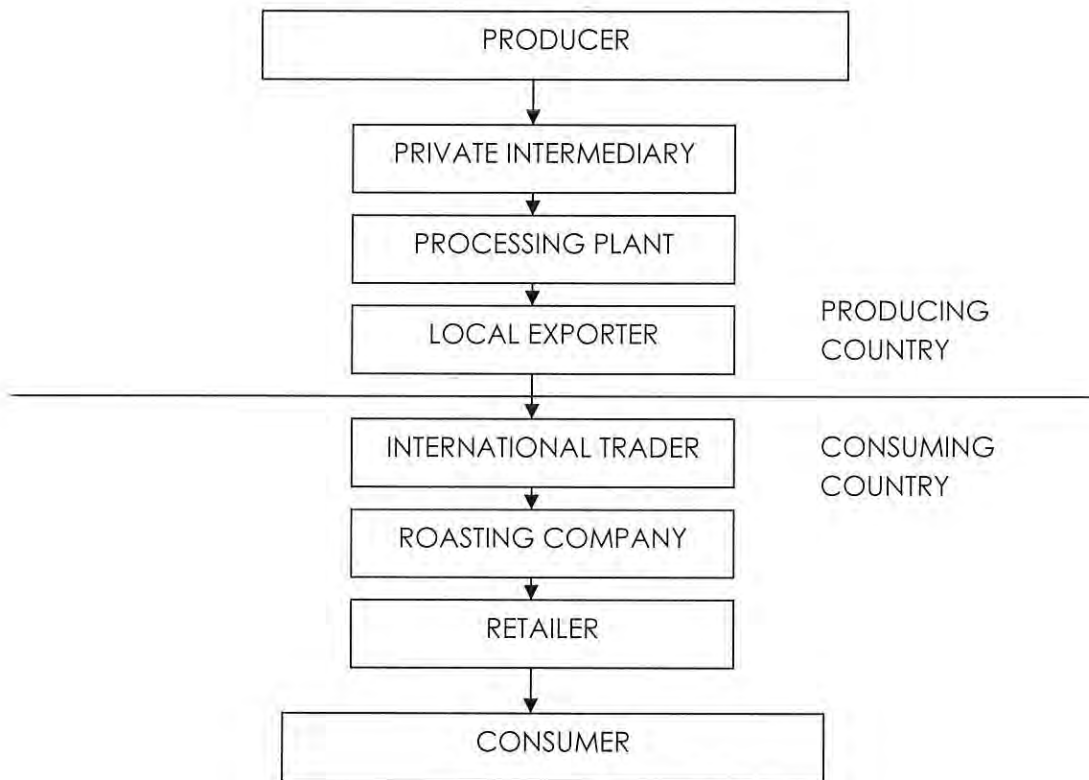 PRODUCER
PRIVATE INTERMEDIARY
PROCESSING PLANT
LOCAL EXPORTER
PRODUCING
COUNTRY
INTERNATIONAL TRADER
CONSUMING
COUNTRY
ROASTING COMPANY
RETAILER
CONSUMER